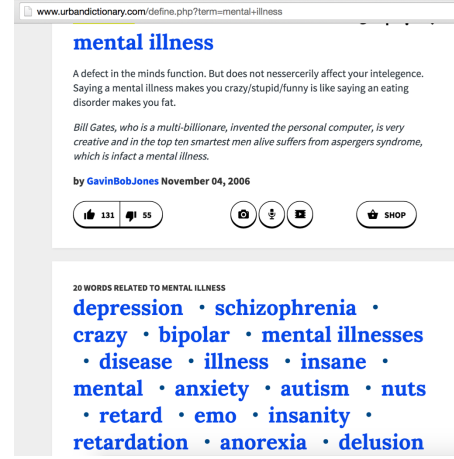 www.urbandictionary.com/define.php?term=mental+illness
mental illness
A defect in the minds function. But does not nessercerily affect your intelegence.
Saying a mental illness makes you crazy/stupid/funny is like saying an eating
disorder makes you fat.
Bill Gates, who is a multi-billionare, invented the personal computer, is very
creative and in the top ten smartest men alive suffers from aspergers syndrome,
which is infact a mental illness.
by GavinBobJones November 04, 2006
131 55 SHOP
20 WORDS RELATED TO MENTAL ILLNESS
depression • schizophrenia •
crazy • bipolar • mental illnesses
• disease • illness • insane •
mental • anxiety • autism • nuts
• retard • emo • insanity •
retardation • anorexia • delusion